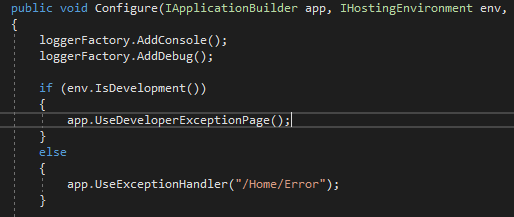 public void Configure(IApplicationBuilder app, IHostingEnvironment env,
{
loggerFactory.AddConsole();
loggerFactory.AddDebug();
if (env.IsDevelopment())
{
app.UseDeveloperExceptionPage();
}
else
{
app.UseExceptionHandler("/Home/Error");
}